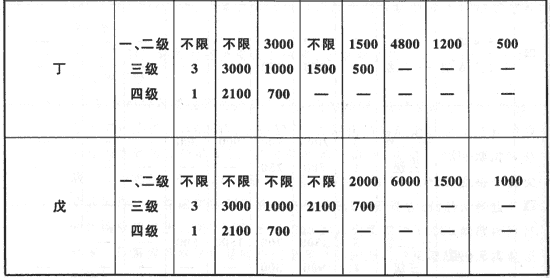 一、二级 不限 不限 3000 不限 1500 4800 1200 500
丁 三级 3 3000 1000 1500 500 — — —
四级 1 2100 700 — — — — —
一、二级 不限 不限 不限 不限 2000 6000 1500 1000
戊 三级 3 3000 1000 2100 700 — — —
四级 1 2100 700 — — — — —